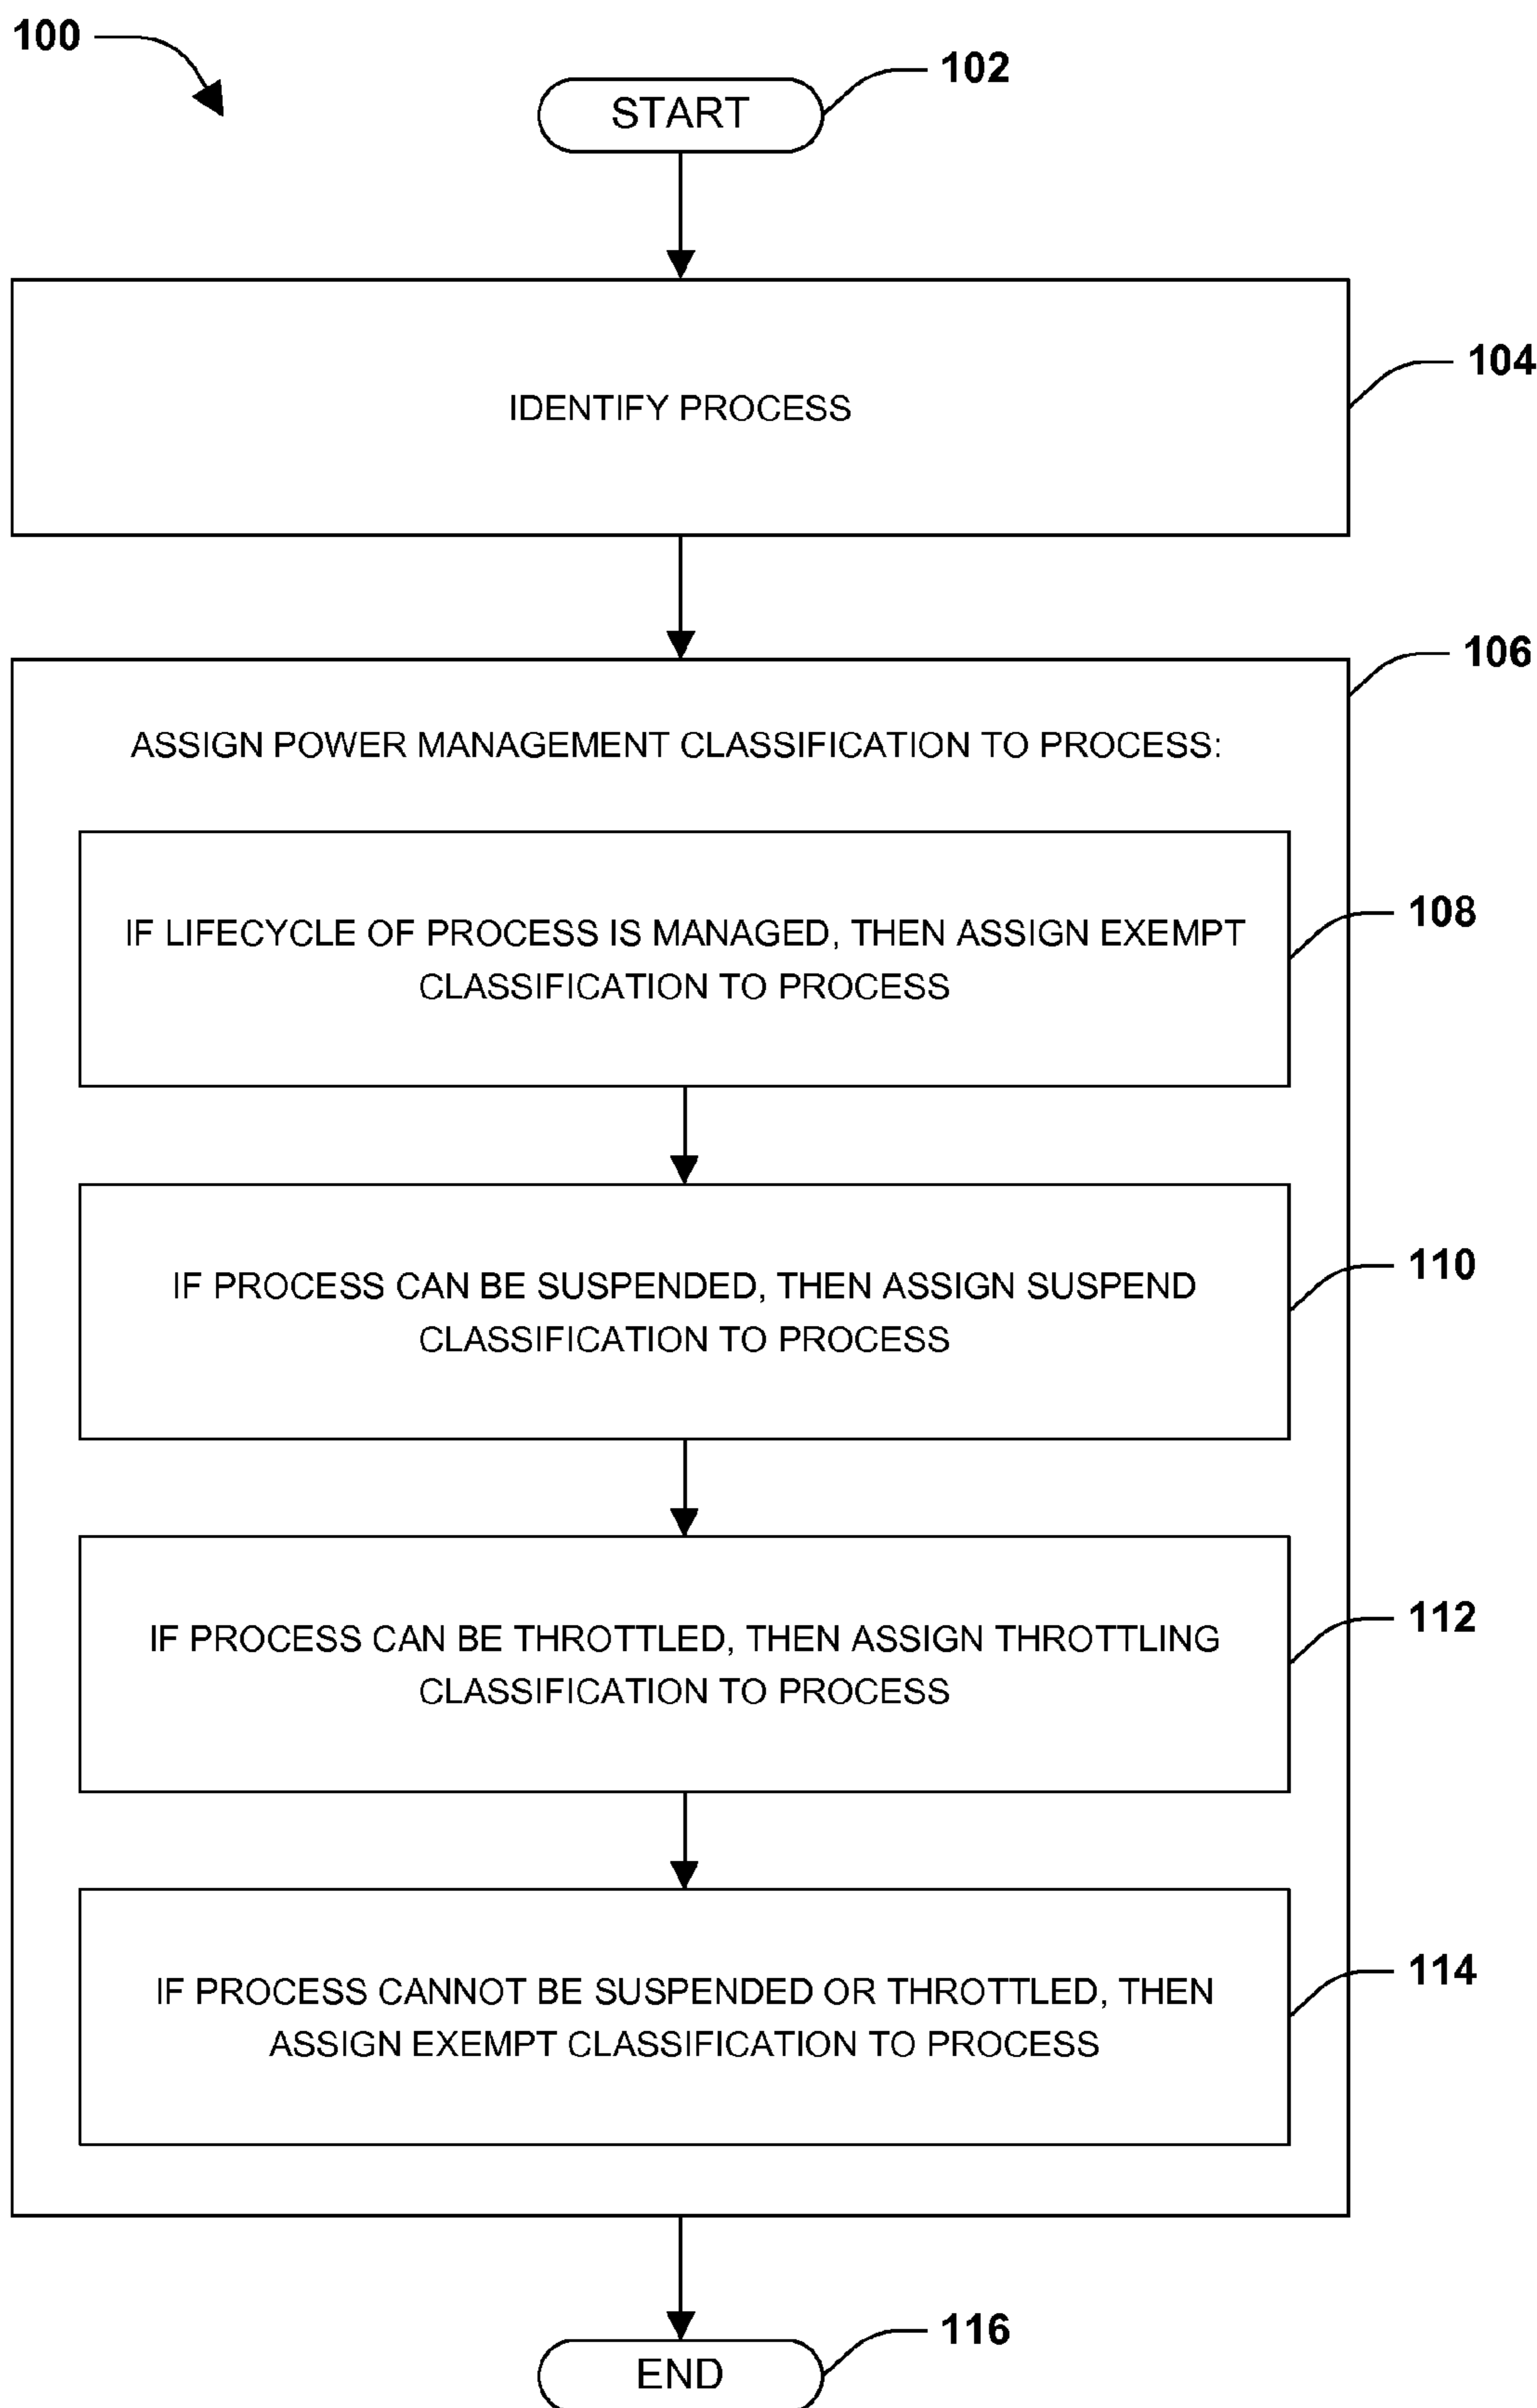 100
START
102
IDENTIFY PROCESS
104
106
ASSIGN POWER MANAGEMENT CLASSIFICATION TO PROCESS:
IF LIFECYCLE OF PROCESS IS MANAGED, THEN ASSIGN EXEMPT
CLASSIFICATION TO PROCESS
108
IF PROCESS CAN BE SUSPENDED, THEN ASSIGN SUSPEND
CLASSIFICATION TO PROCESS
110
IF PROCESS CAN BE THROTTLED, THEN ASSIGN THROTTLING
CLASSIFICATION TO PROCESS
112
IF PROCESS CANNOT BE SUSPENDED OR THROTTLED, THEN
ASSIGN EXEMPT CLASSIFICATION TO PROCESS
114
END
116